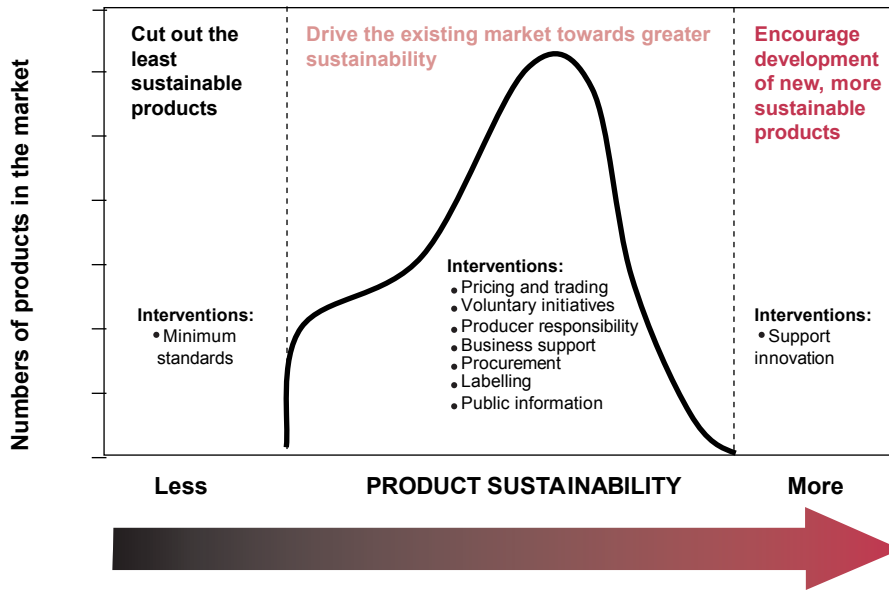 Numbers of products in the market
Cut out the
least
sustainable
products
Drive the existing market towards greater
sustainability
Encourage
development
of new, more
sustainable
products
Interventions:
• Minimum
standards
Interventions:
• Pricing and trading
• Voluntary initiatives
• Producer responsibility
• Business support
• Procurement
• Labelling
• Public information
Interventions:
• Support
innovation
Less
PRODUCT SUSTAINABILITY
More